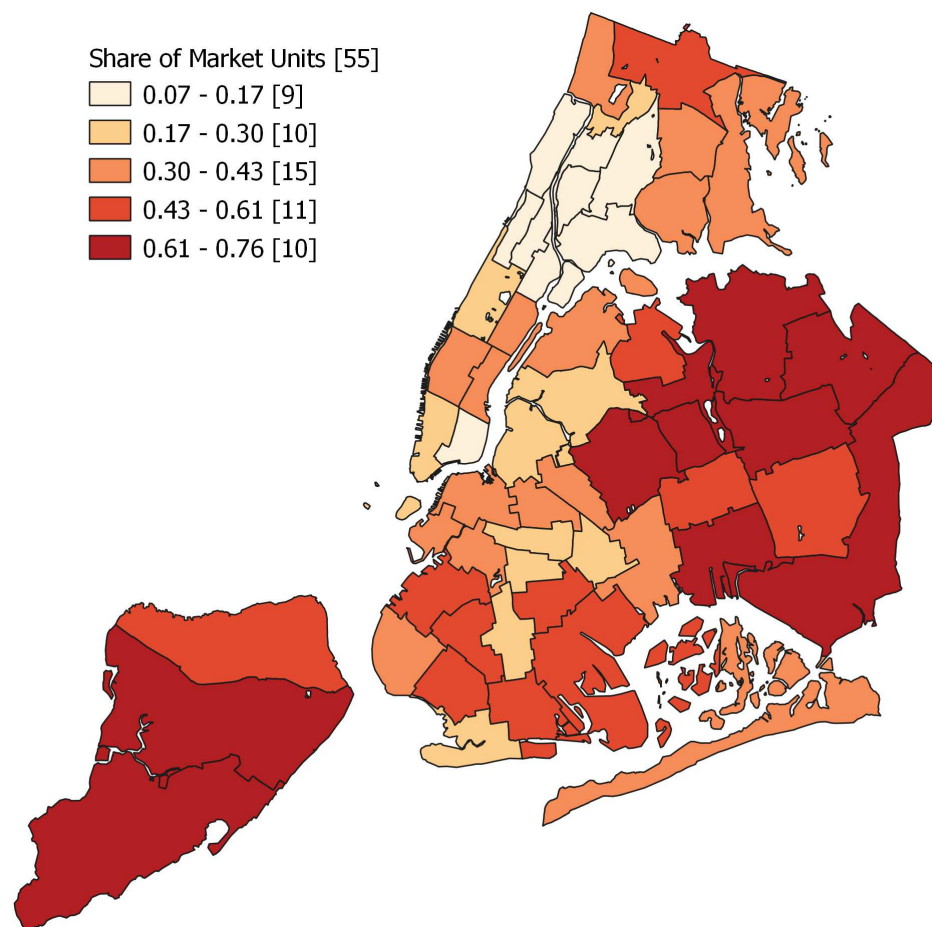 Share of Market Units [55]
0.07 - 0.17 [9]
0.17 - 0.30 [10]
0.30 - 0.43 [15]
0.43 - 0.61 [11]
0.61 - 0.76 [10]